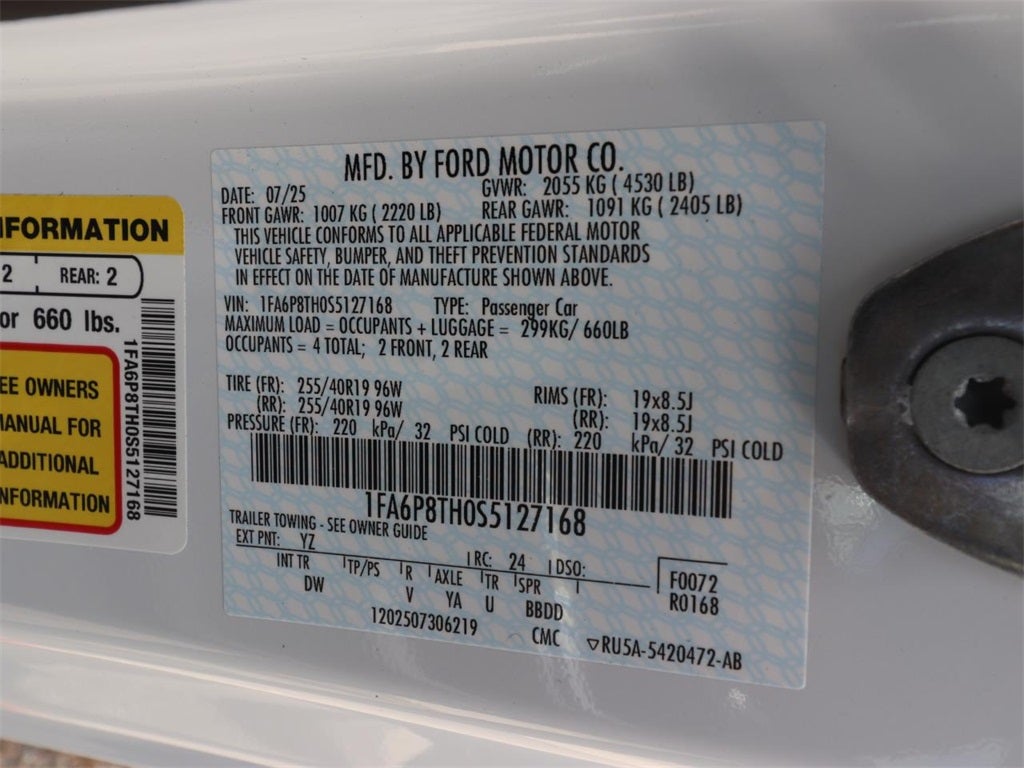 MFD. BY FORD MOTOR CO.
DATE: 07/25 GVWR: 2055 KG ( 4530 LB)
FRONT GAWR: 1007 KG ( 2220 LB) REAR GAWR: 1091 KG ( 2405 LB)
THIS VEHICLE CONFORMS TO ALL APPLICABLE FEDERAL MOTOR
VEHICLE SAFETY, BUMPER, AND THEFT PREVENTION STANDARDS
IN EFFECT ON THE DATE OF MANUFACTURE SHOWN ABOVE.
VIN: 1FA6P8TH0S5127168 TYPE: Passenger Car
MAXIMUM LOAD = OCCUPANTS + LUGGAGE = 299KG/ 660LB
OCCUPANTS = 4 TOTAL; 2 FRONT, 2 REAR
TIRE (FR): 255/40R19 96W RIMS (FR): 19x8.5J
(RR): 255/40R19 96W (RR): 19x8.5J
PRESSURE (FR): 220 kPa/ 32 PSI COLD (RR): 220 kPa/ 32 PSI COLD
1FA6P8TH0S5127168
TRAILER TOWING - SEE OWNER GUIDE
EXT PNT: YZ RC: 24 DSO:
INT TR TP/PS R AXLE TR SPR F0072
DW V YA U BBDD R0168
1202507306219 CMC ▽RU5A-5420472-AB
NFORMATION
2 REAR: 2
or 660 lbs.
EE OWNERS
MANUAL FOR
ADDITIONAL
NFORMATION
1FA6P8TH0S5127168